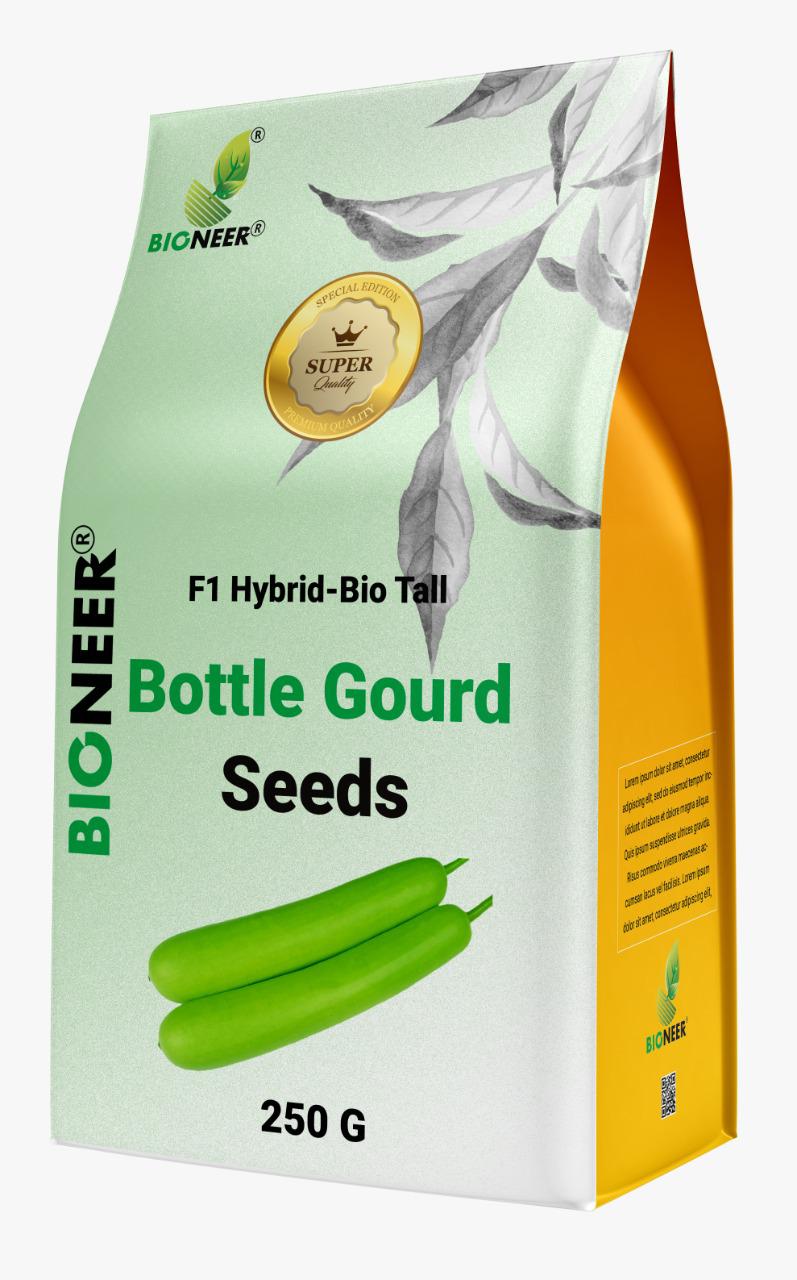 ®
BIONEER®
SPECIAL EDITION
SUPER
Quality
PREMIUM QUALITY
BIONEER®
F1 Hybrid-Bio Tall
Bottle Gourd
Seeds
250 G
Lorem ipsum dolor sit amet, consectetur
adipiscing elit, sed do eiusmod tempor inc-
ididunt ut labore et dolore magna aliqua.
Quis ipsum suspendisse ultrices gravida.
Risus commodo viverra maecenas ac-
cumsan lacus vel facilisis. Lorem ipsum
dolor sit amet, consectetur adipiscing elit,
BIONEER®